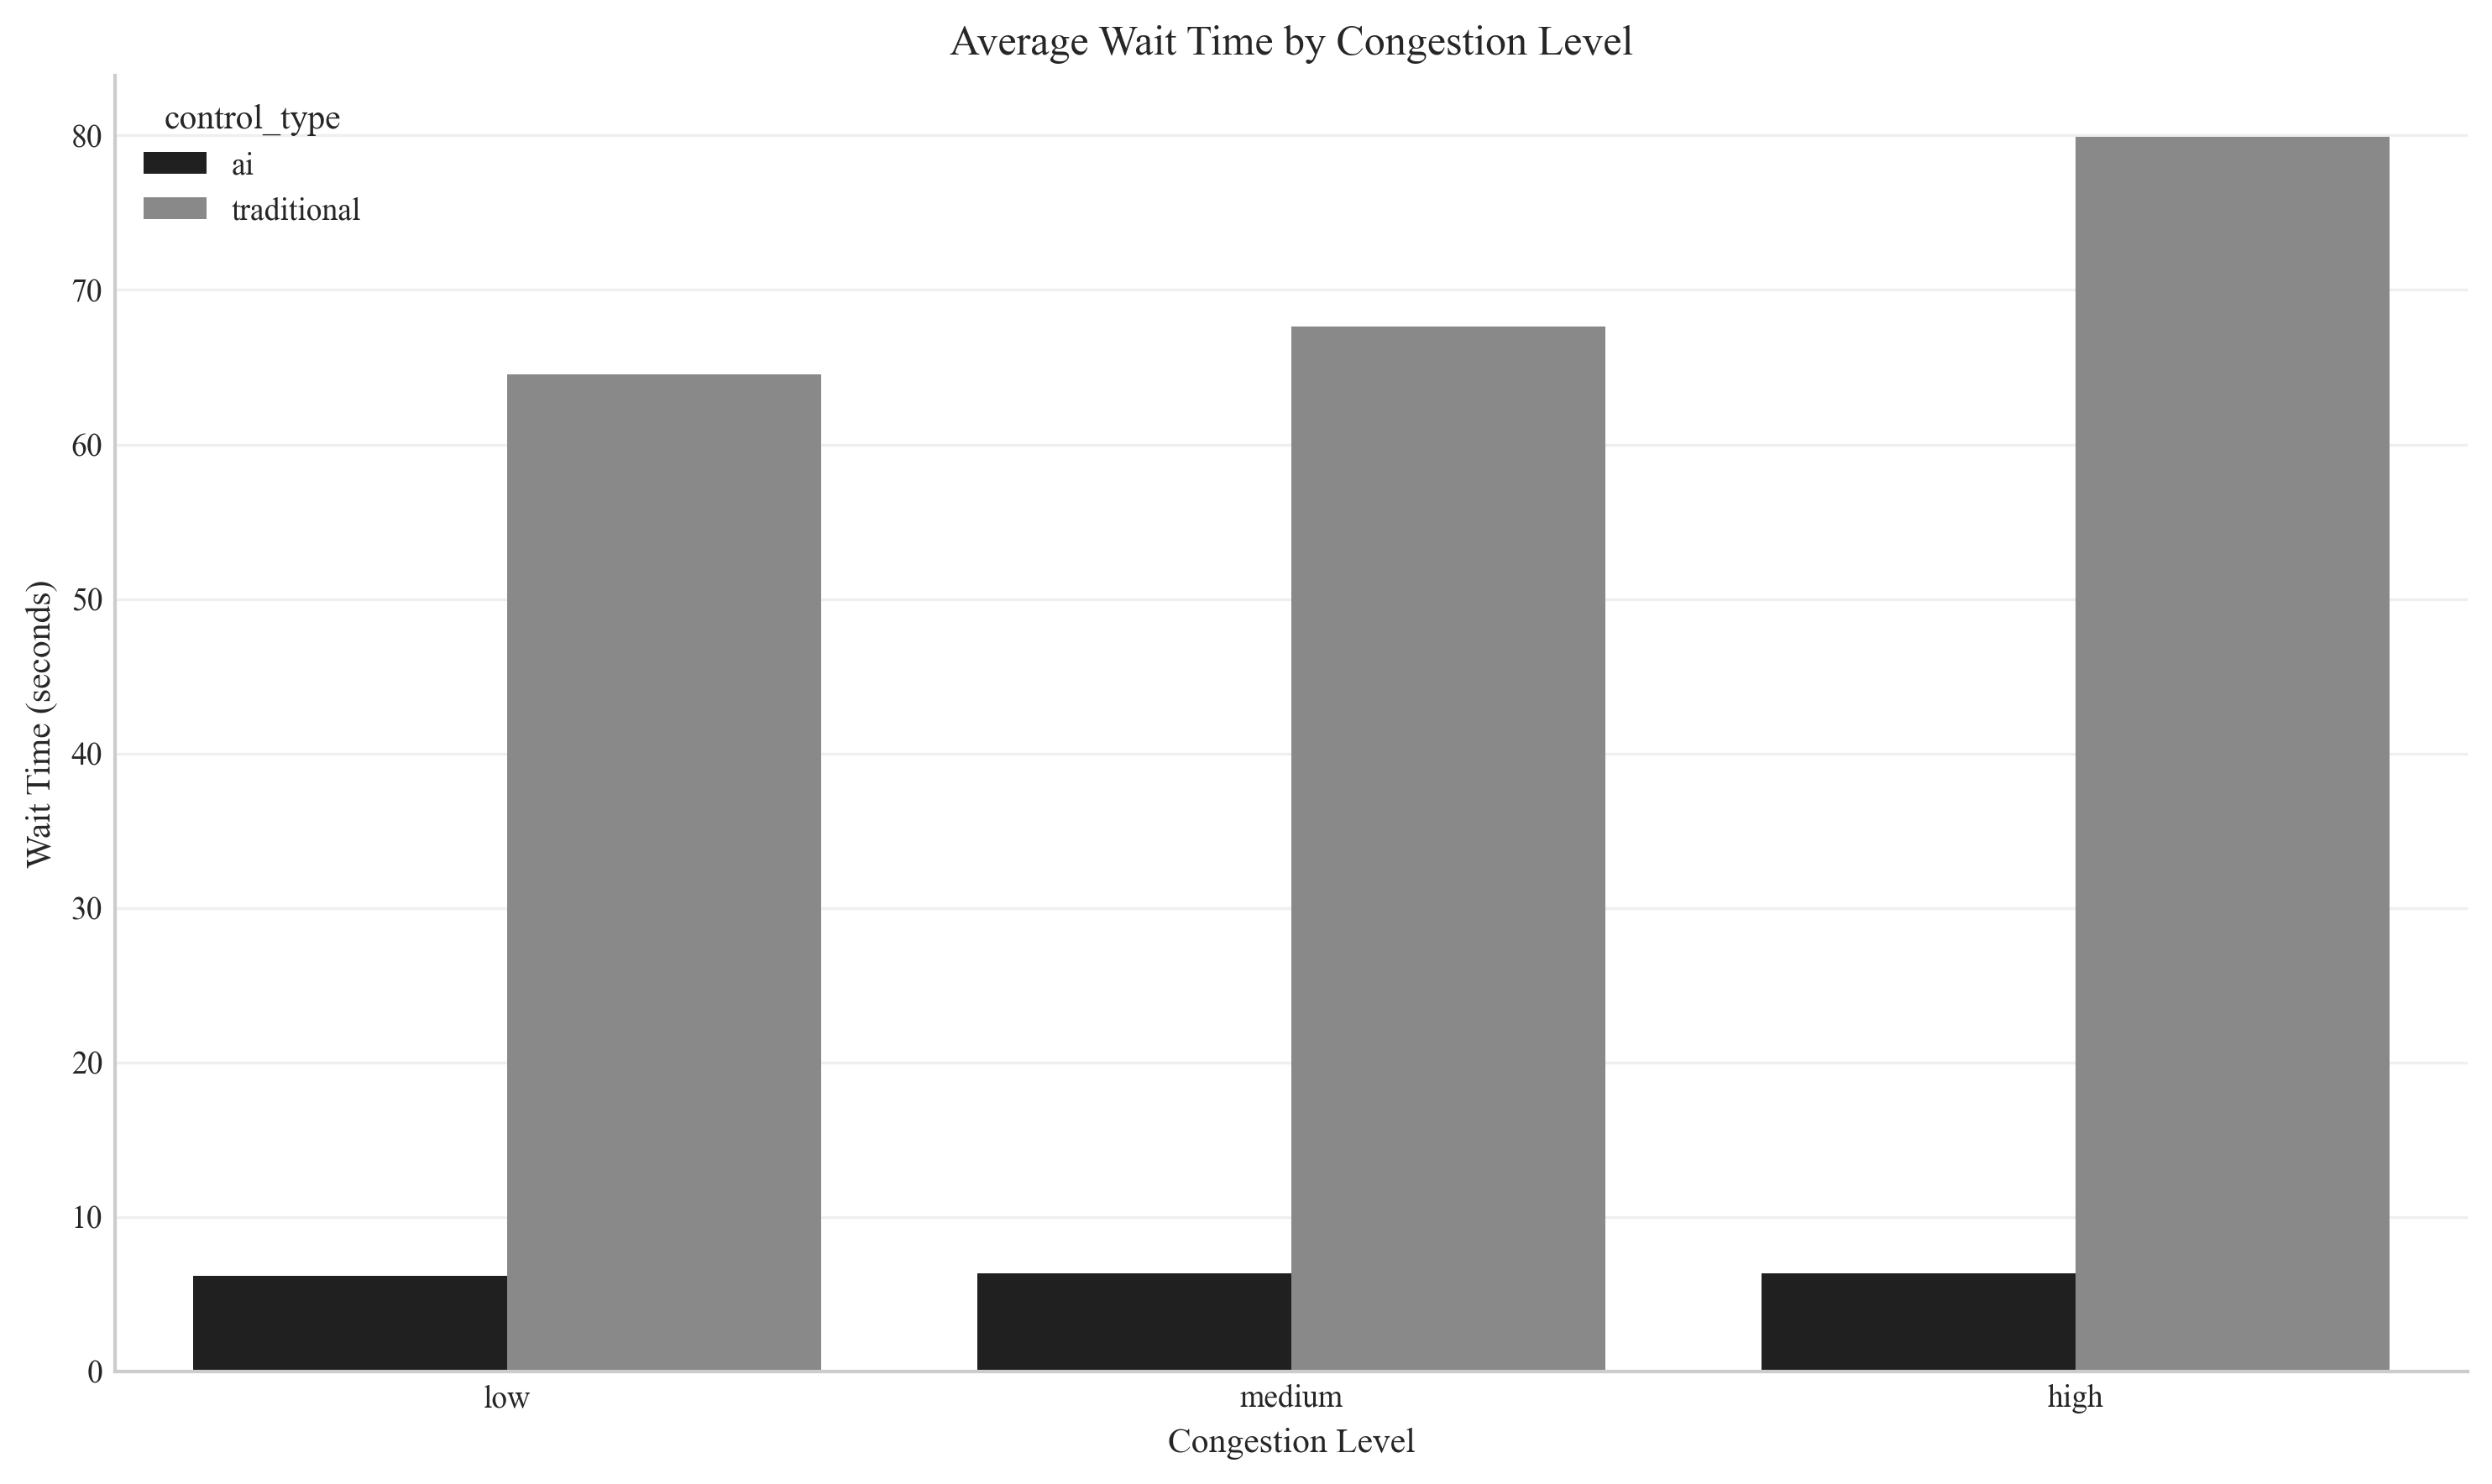 Average Wait Time by Congestion Level
control_type
ai
traditional
80
70
60
50
40
30
20
10
0
Wait Time (seconds)
low medium high
Congestion Level